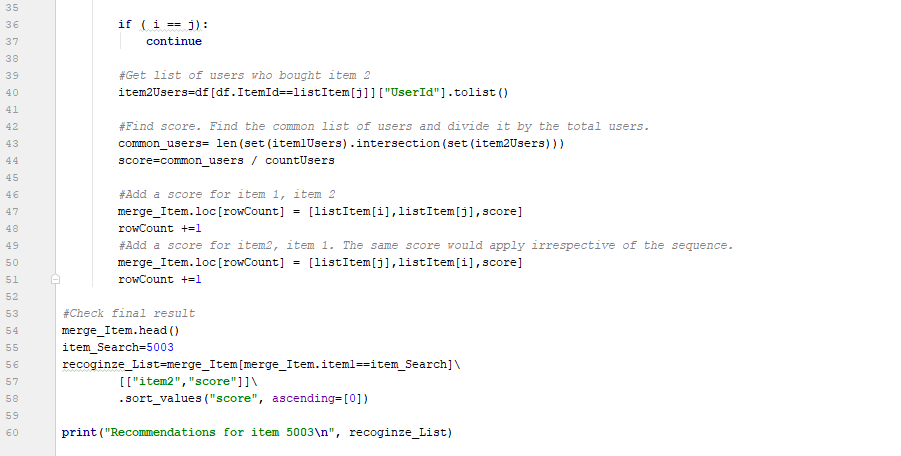 35
36 if ( i == j):
37 continue
38
39 #Get list of users who bought item 2
40 item2Users=df[df.ItemId==listItem[j]]["UserId"].tolist()
41
42 #Find score. Find the common list of users and divide it by the total users.
43 common_users= len(set(item1Users).intersection(set(item2Users)))
44 score=common_users / countUsers
45
46 #Add a score for item 1, item 2
47 merge_Item.loc[rowCount] = [listItem[i],listItem[j],score]
48 rowCount +=1
49 #Add a score for item2, item 1. The same score would apply irrespective of the sequence.
50 merge_Item.loc[rowCount] = [listItem[j],listItem[i],score]
51 rowCount +=1
52
53 #Check final result
54 merge_Item.head()
55 item_Search=5003
56 recoginze_List=merge_Item[merge_Item.item1==item_Search]\
57 [["item2","score"]]\
58 .sort_values("score", ascending=[0])
59
60 print("Recommendations for item 5003\n", recoginze_List)